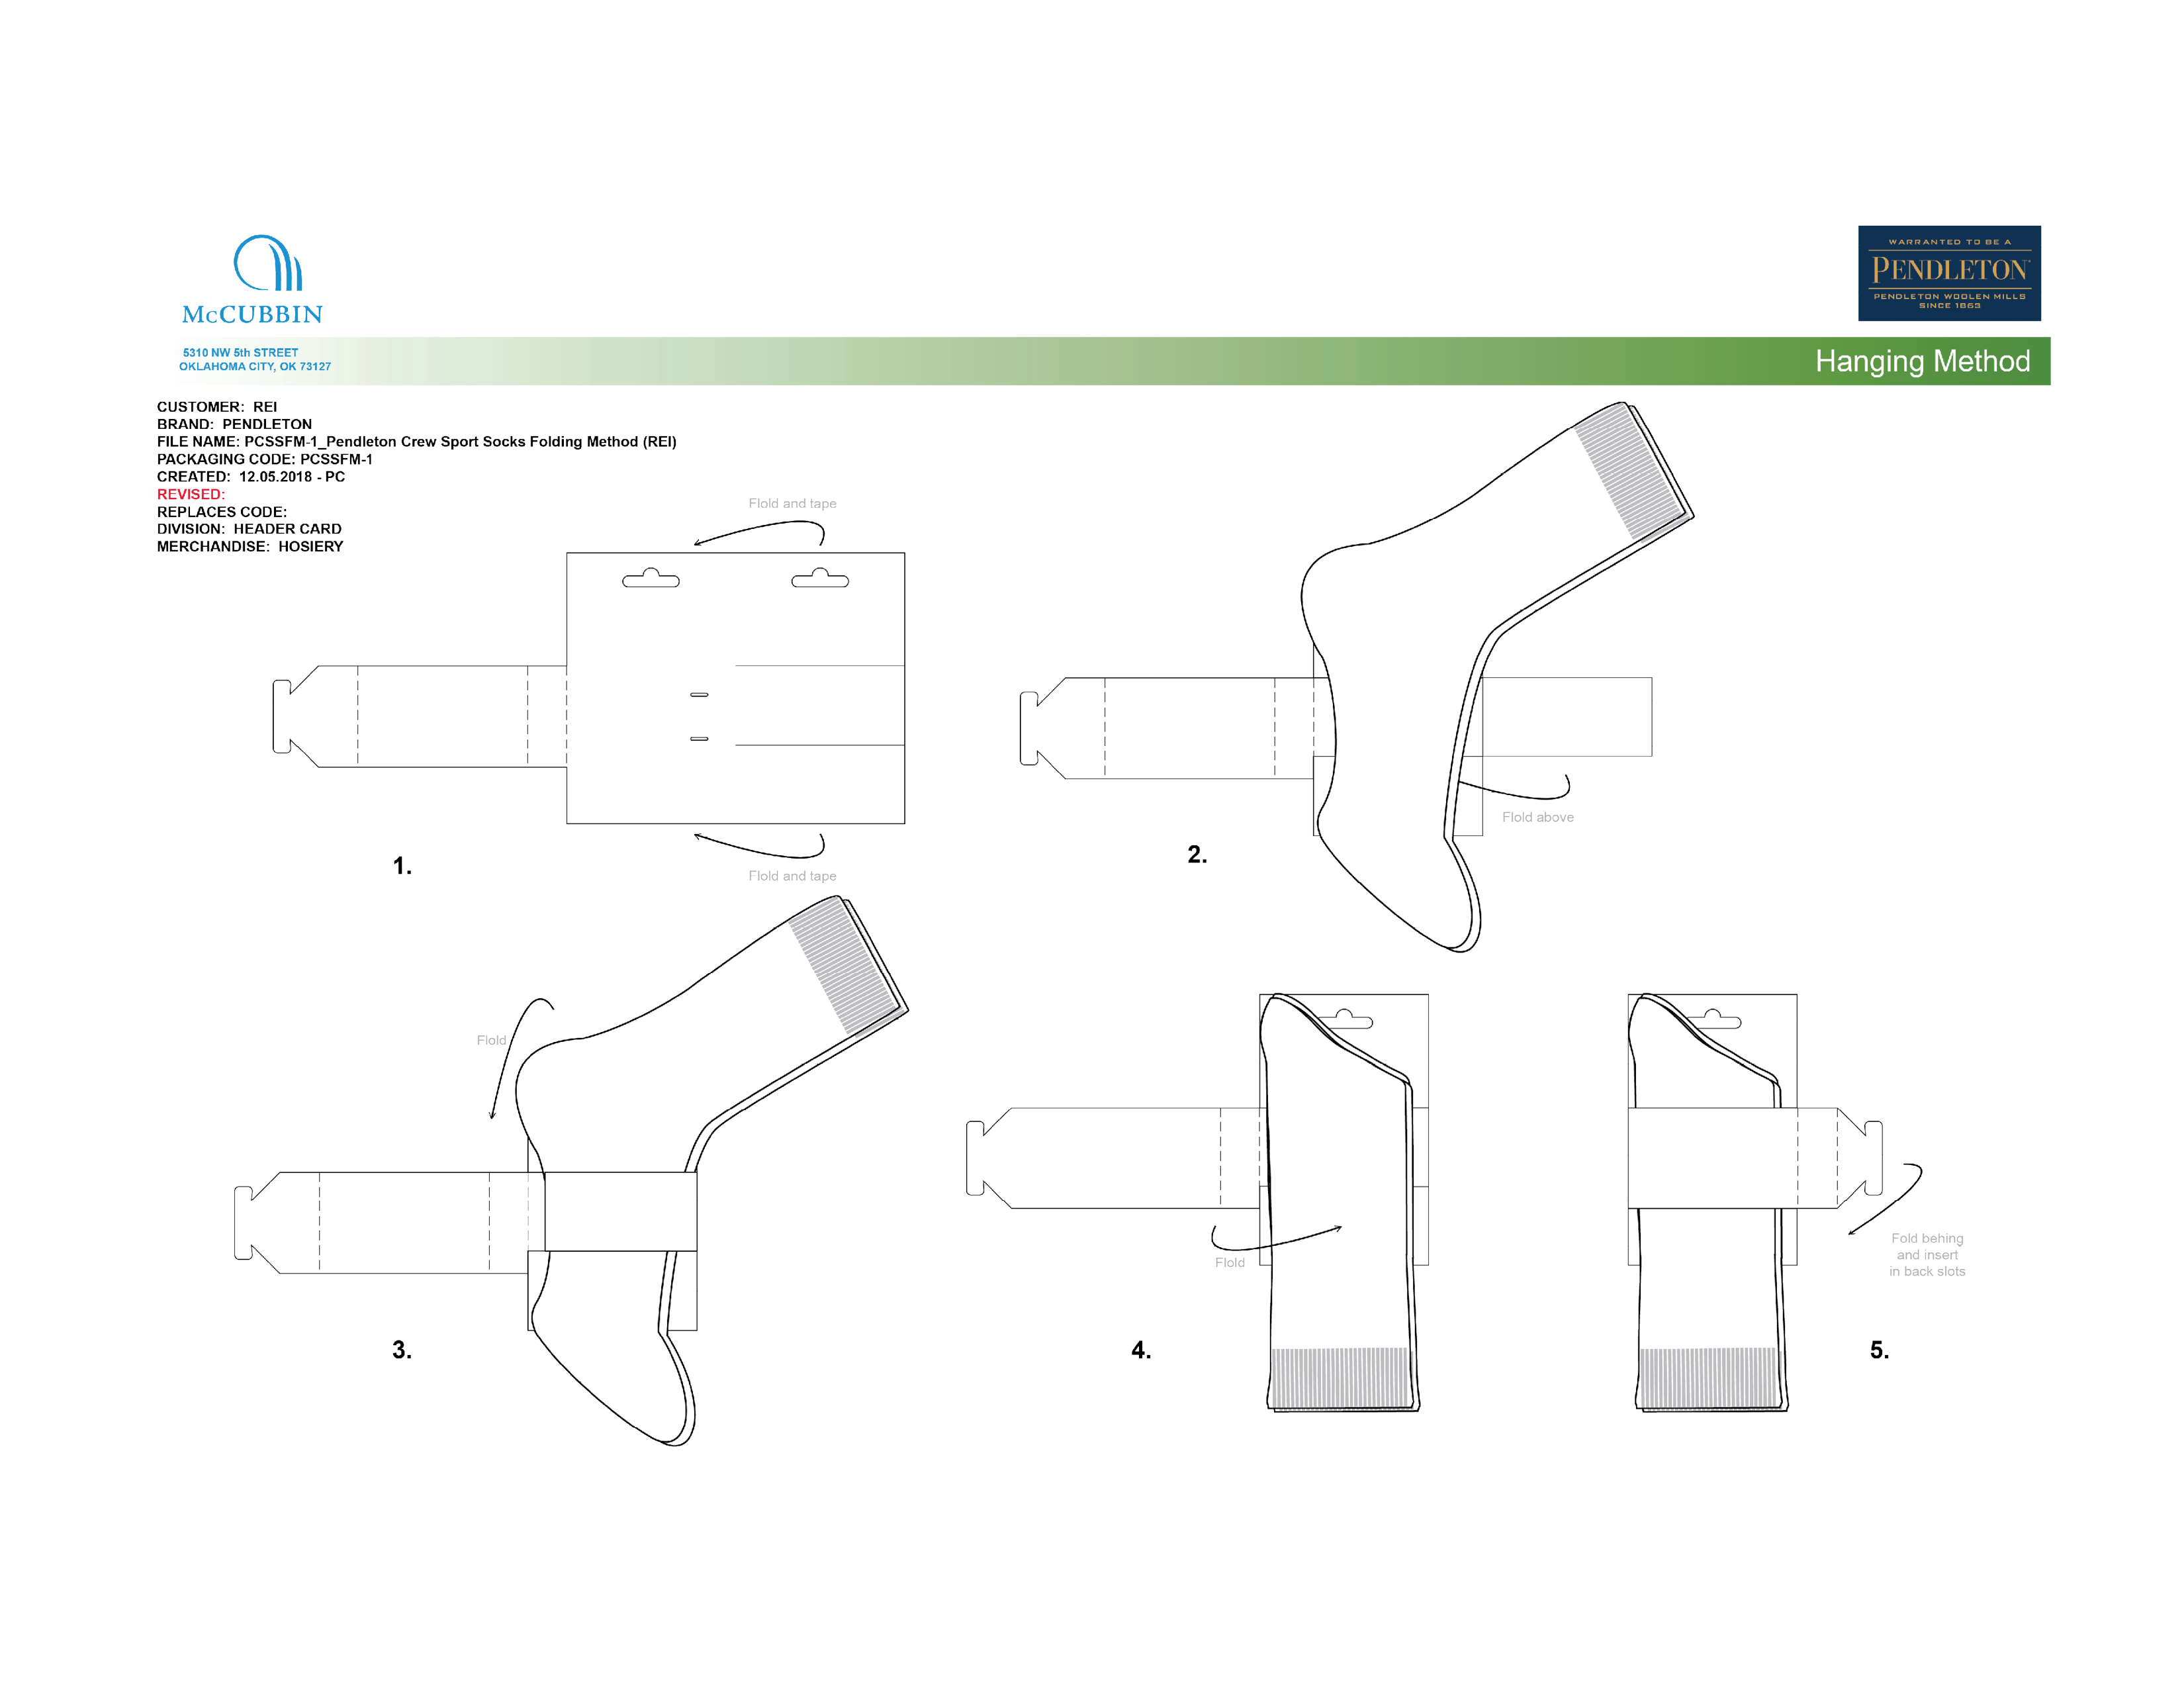 McCUBBIN
5310 NW 5th STREET
OKLAHOMA CITY, OK 73127
WARRANTED TO BE A
PENDLETON
PENDLETON WOOLEN MILLS
SINCE 1863
Hanging Method
CUSTOMER: REI
BRAND: PENDLETON
FILE NAME: PCSSFM-1_Pendleton Crew Sport Socks Folding Method (REI)
PACKAGING CODE: PCSSFM-1
CREATED: 12.05.2018 - PC
REVISED:
REPLACES CODE:
DIVISION: HEADER CARD
MERCHANDISE: HOSIERY
Flold and tape
Flold and tape
1.
Flold above
2.
Flold
3.
Flold
4.
Fold behing
and insert
in back slots
5.